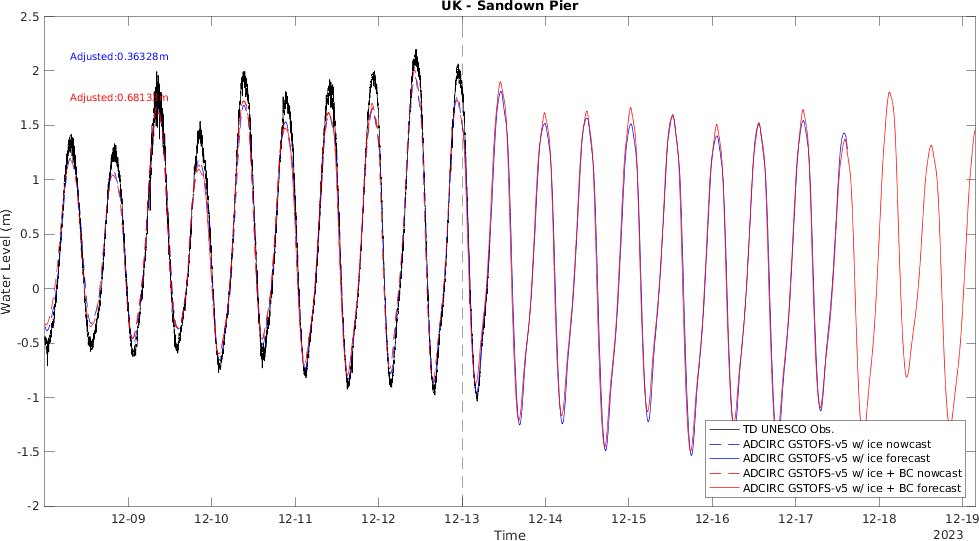 UK - Sandown Pier
2.5
2
1.5
1
0.5
0
-0.5
-1
-1.5
-2
Water Level (m)
Adjusted:0.36328m
TD UNESCO Obs.
ADCIRC GSTOFS-v5 w/ ice nowcast
ADCIRC GSTOFS-v5 w/ ice forecast
ADCIRC GSTOFS-v5 w/ ice + BC nowcast
ADCIRC GSTOFS-v5 w/ ice + BC forecast
12-09 12-10 12-11 12-12 12-13 12-14 12-15 12-16 12-17 12-18 12-19
Time
2023